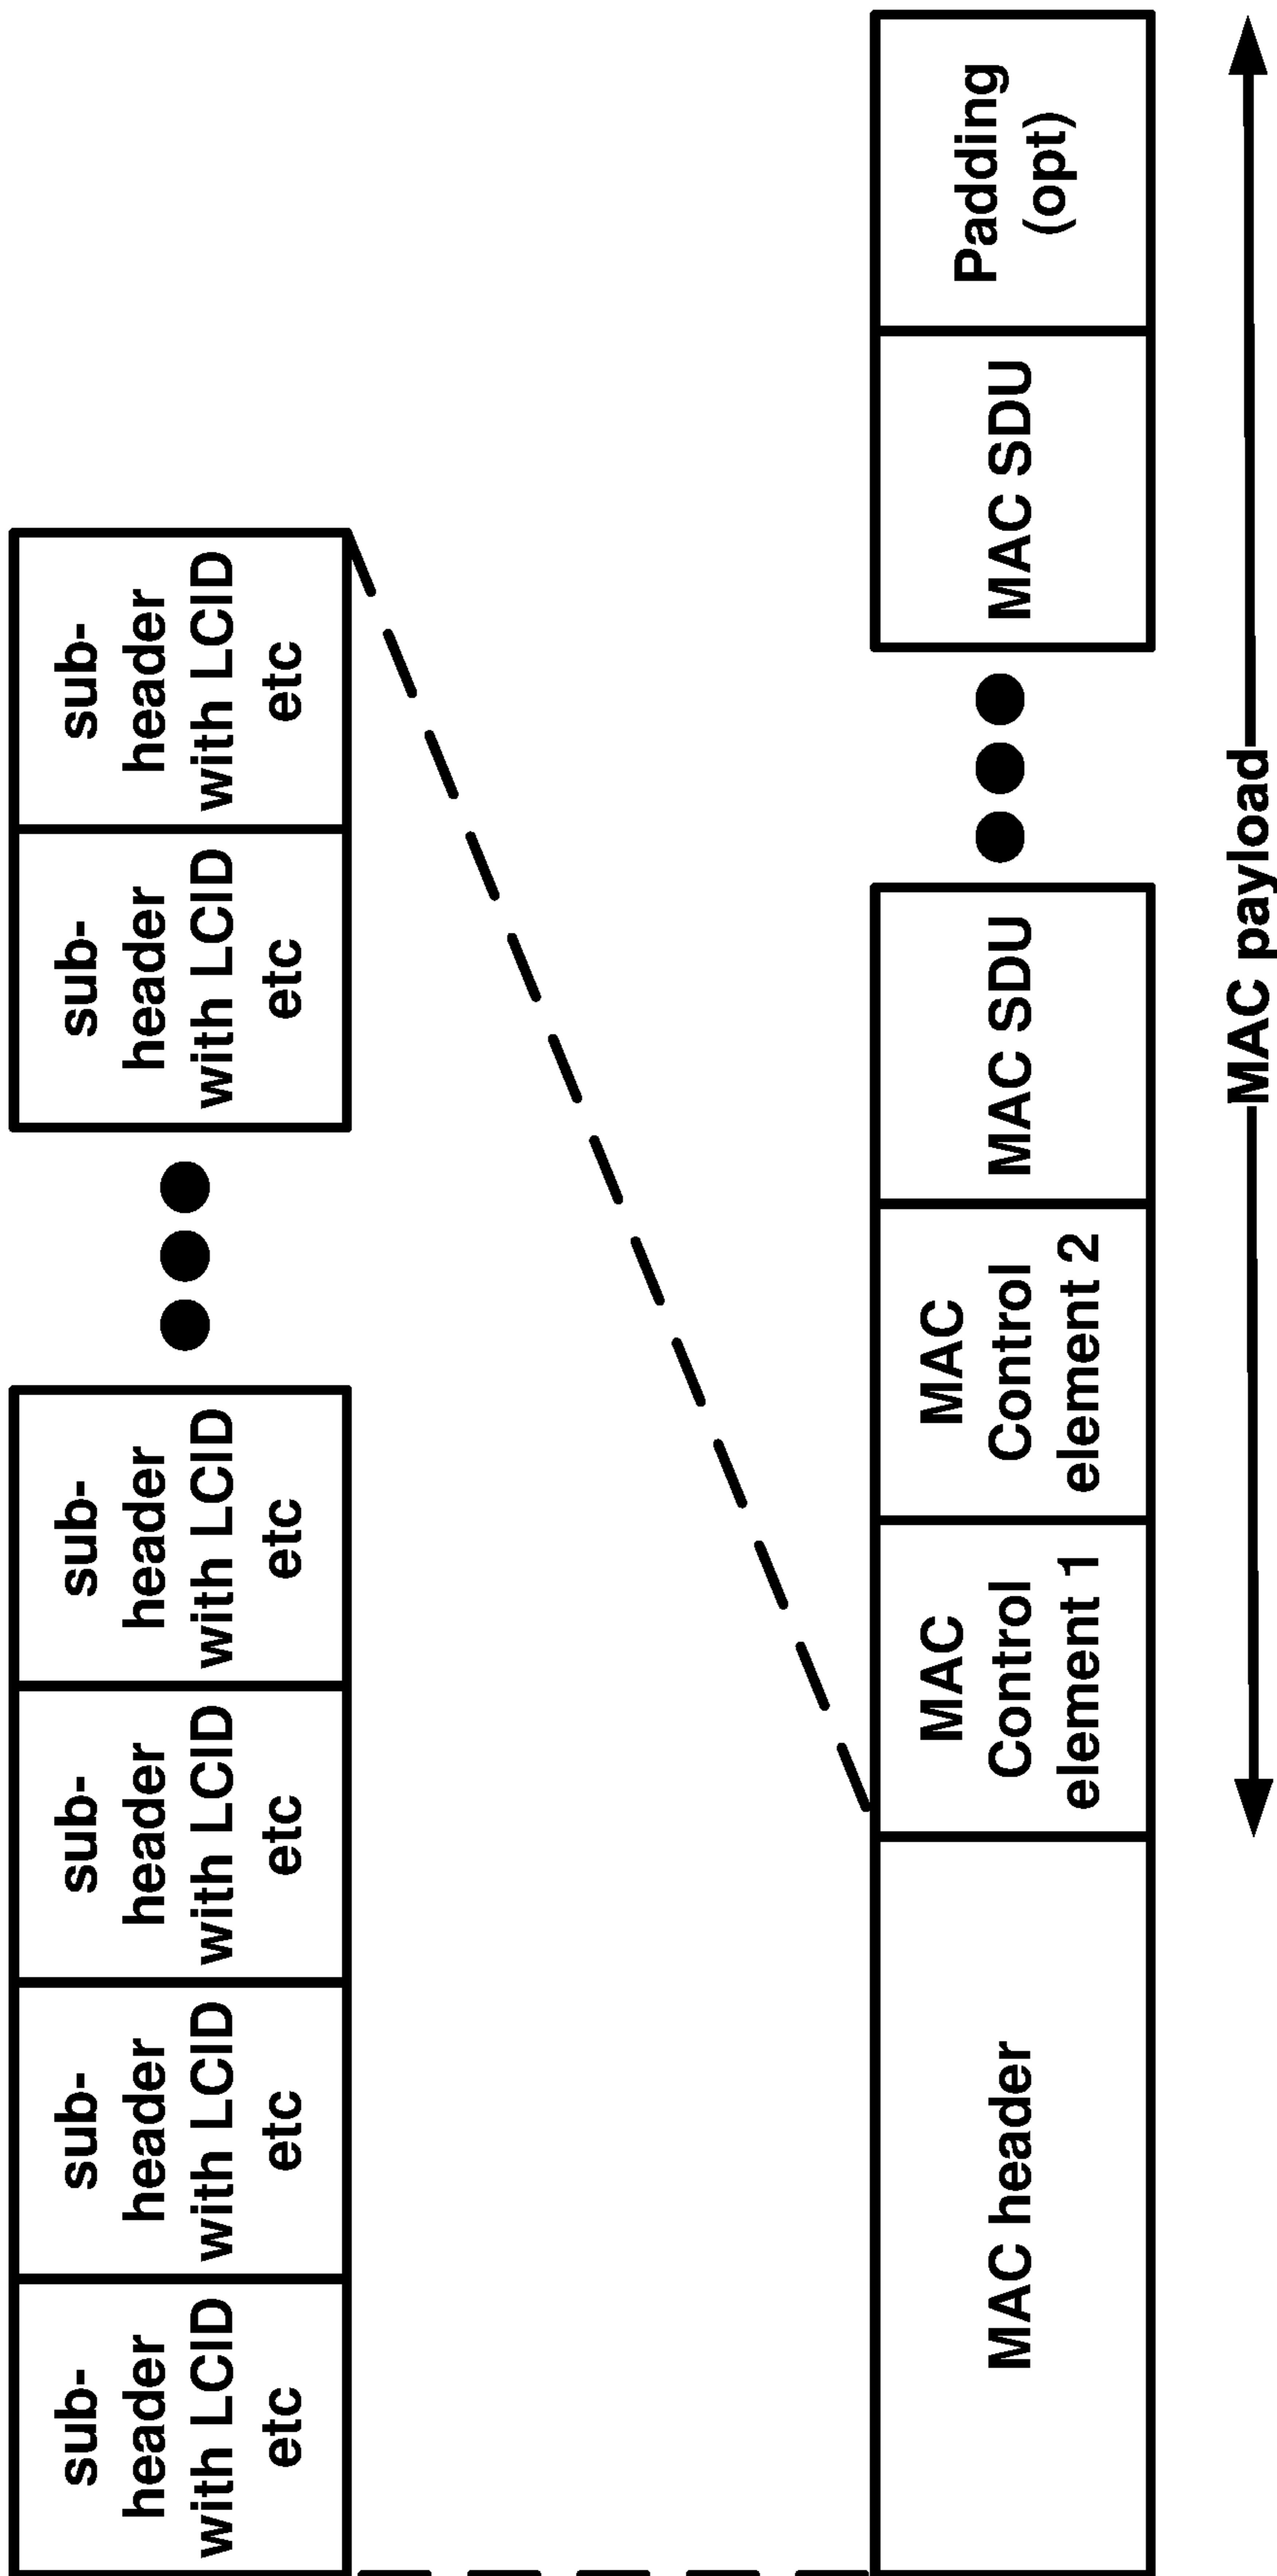 sub-
header
with LCID
etc
sub-
header
with LCID
etc
sub-
header
with LCID
etc
sub-
header
with LCID
etc
sub-
header
with LCID
etc
sub-
header
with LCID
etc
MAC header
MAC
Control
element 1
MAC
Control
element 2
MAC SDU
MAC SDU
Padding
(opt)
MAC payload